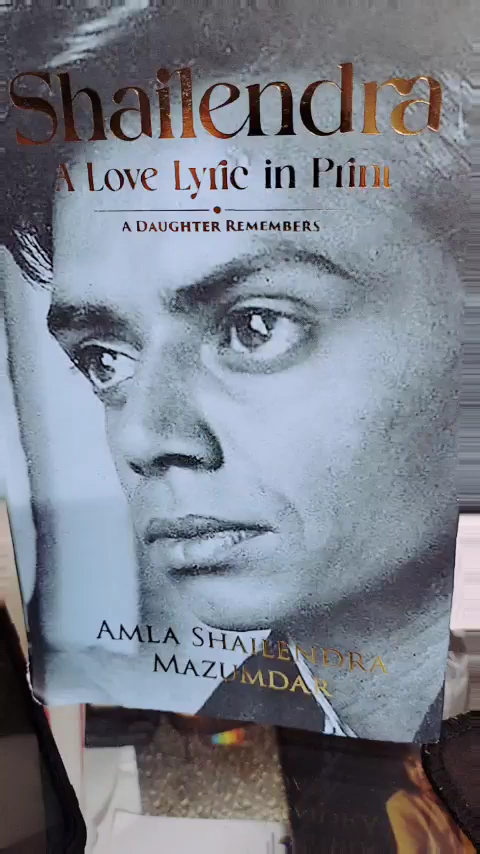 Shailendra
A Love Lyric in Print
A Daughter Remembers
Amla Shailendra
Mazumdar